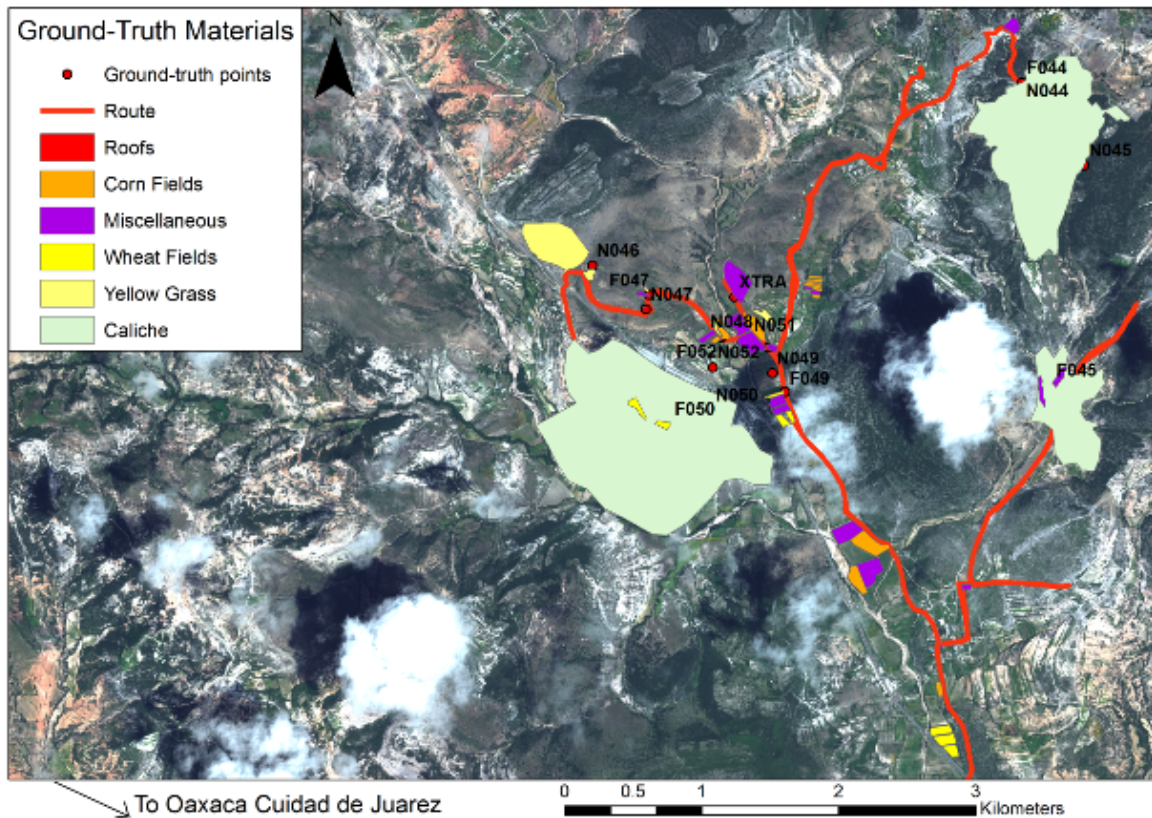 Ground-Truth Materials
Ground-truth points
Route
Roofs
Corn Fields
Miscellaneous
Wheat Fields
Yellow Grass
Caliche
N
F044
N044
N045
N046
F047
N047
XTRA
N048
N051
F052
N052
N049
F049
N050
F050
F045
To Oaxaca Cuidad de Juarez
0 0.5 1 2 3
Kilometers